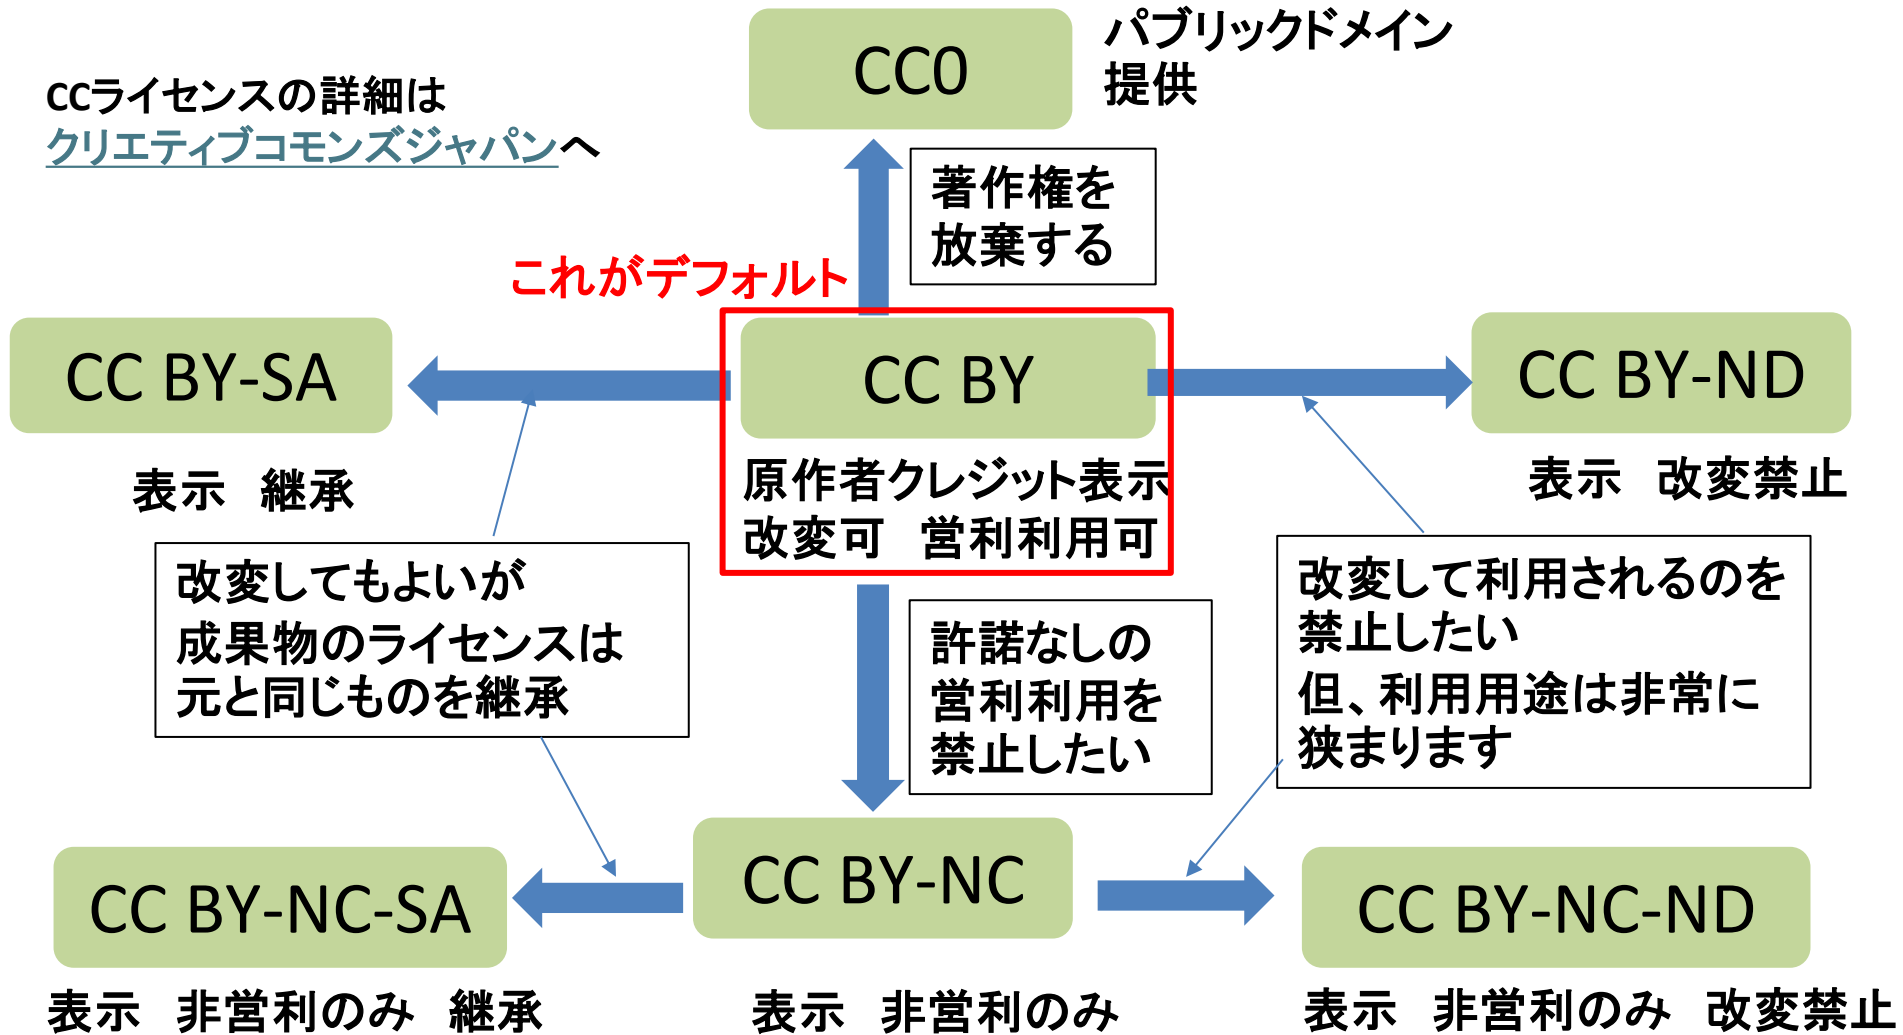 CC0
パブリックドメイン
提供
CCライセンスの詳細は
クリエティブコモンズジャパンへ
著作権を
放棄する
これがデフォルト
CC BY-SA
CC BY
CC BY-ND
表示　継承
原作者クレジット表示
改変可　営利利用可
表示　改変禁止
改変してもよいが
成果物のライセンスは
元と同じものを継承
許諾なしの
営利利用を
禁止したい
改変して利用されるのを
禁止したい
但、利用用途は非常に
狭まります
CC BY-NC-SA
CC BY-NC
CC BY-NC-ND
表示　非営利のみ　継承
表示　非営利のみ
表示　非営利のみ　改変禁止